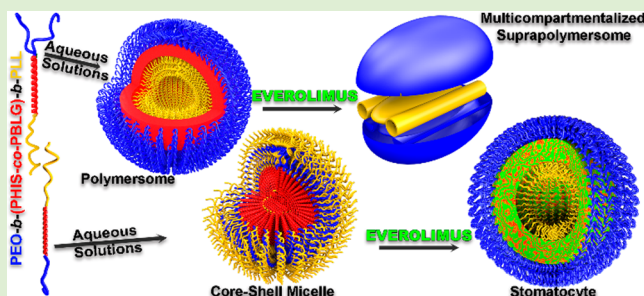 PEO-b-(PHIS-co-PBLG)-b-PLL
Aqueous
Solutions
Polymersome
EVEROLIMUS
Multicompartmentalized
Suprapolymersome
Aqueous
Solutions
Core-Shell Micelle
EVEROLIMUS
Stomatocyte